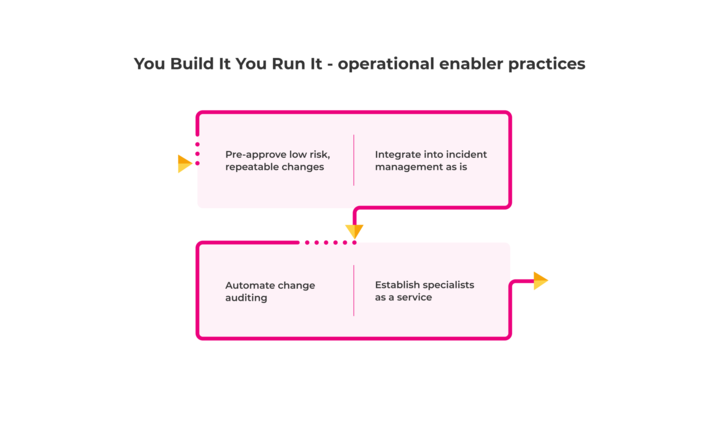 You Build It You Run It - operational enabler practices
Pre-approve low risk,
repeatable changes
Integrate into incident
management as is
Automate change
auditing
Establish specialists
as a service